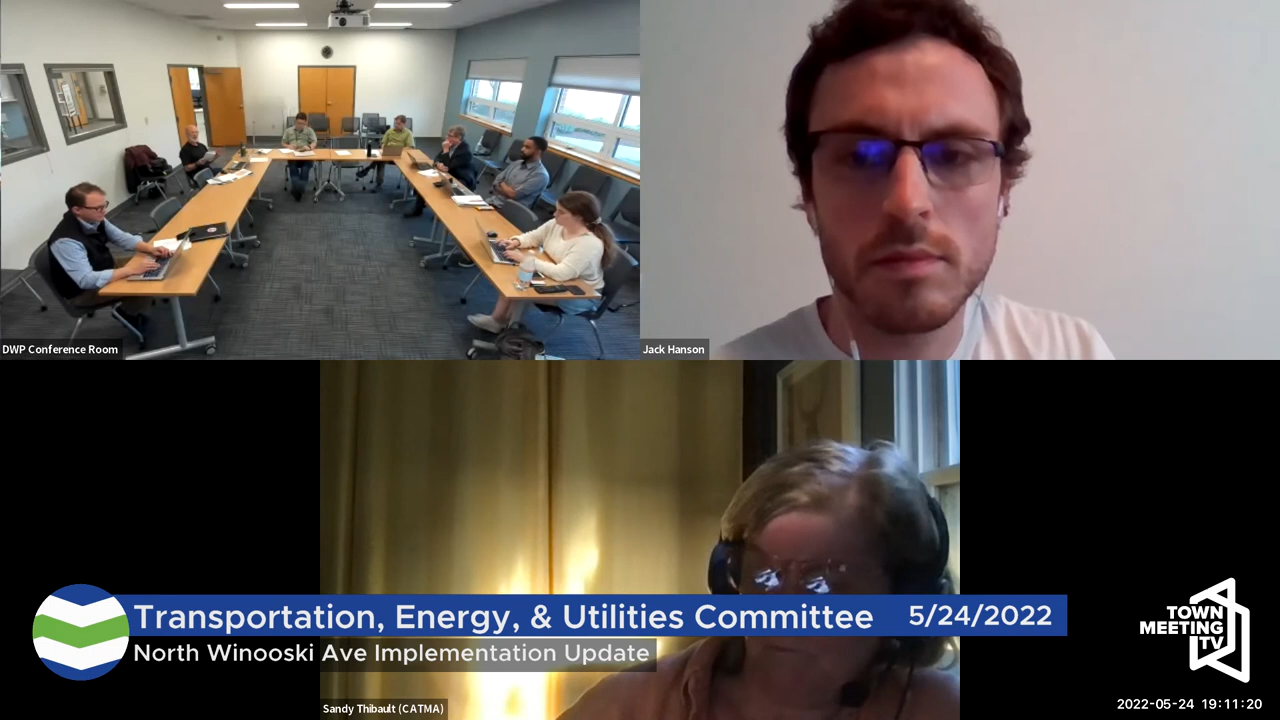 DWP Conference Room
Jack Hanson
Transportation, Energy, & Utilities Committee 5/24/2022
North Winooski Ave Implementation Update
TOWN
MEETING
TV
Sandy Thibault (CATMA)
2022-05-24 19:11:20